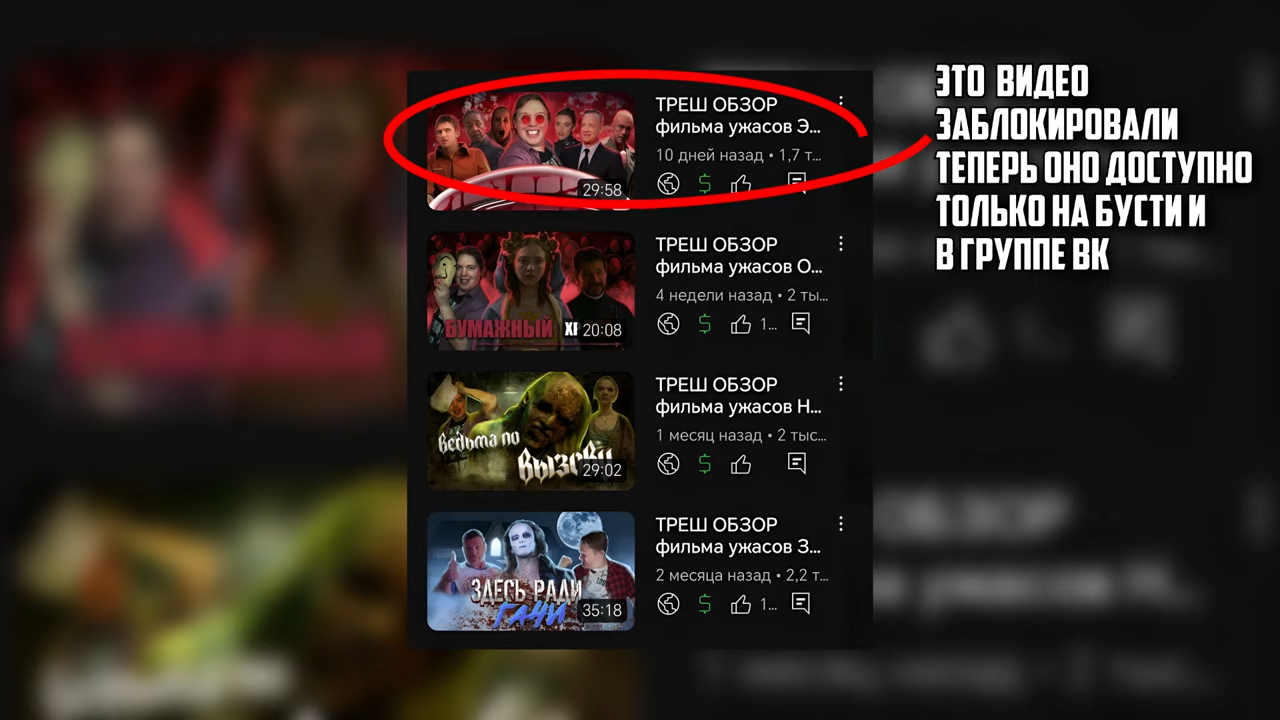 ТРЕШ ОБЗОР
фильма ужасов Э...
10 дней назад • 1,7 т...
29:58
ТРЕШ ОБЗОР
фильма ужасов О...
4 недели назад • 2 ты...
1...
БУМАЖНЫЙ
20:08
ТРЕШ ОБЗОР
фильма ужасов Н...
1 месяц назад • 2 тыс...
Ведьма по
29:02
ТРЕШ ОБЗОР
фильма ужасов З...
2 месяца назад • 2,2 т...
1...
ЗДЕСЬ РАДИ
ГАЧИ
35:18
ЭТО ВИДЕО
ЗАБЛОКИРОВАЛИ
ТЕПЕРЬ ОНО ДОСТУПНО
ТОЛЬКО НА БУСТИ И
В ГРУППЕ ВК